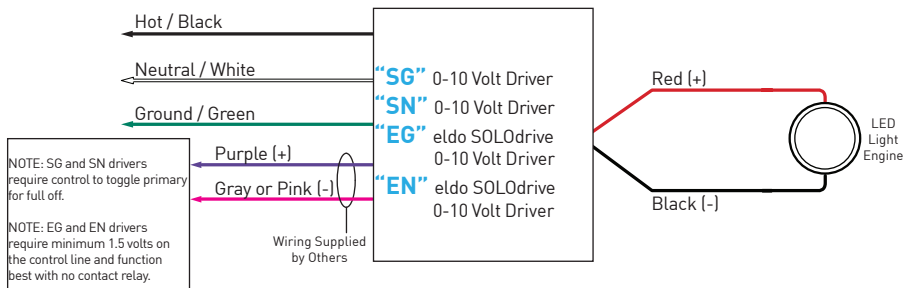 Hot / Black
Neutral / White
Ground / Green
Purple (+)
Gray or Pink (-)
NOTE: SG and SN drivers
require control to toggle primary
for full off.
NOTE: EG and EN drivers
require minimum 1.5 volts on
the control line and function
best with no contact relay.
Wiring Supplied
by Others
“SG” 0-10 Volt Driver
“SN” 0-10 Volt Driver
“EG” eldo SOLOdrive
0-10 Volt Driver
“EN” eldo SOLOdrive
0-10 Volt Driver
Red (+)
Black (-)
LED
Light
Engine